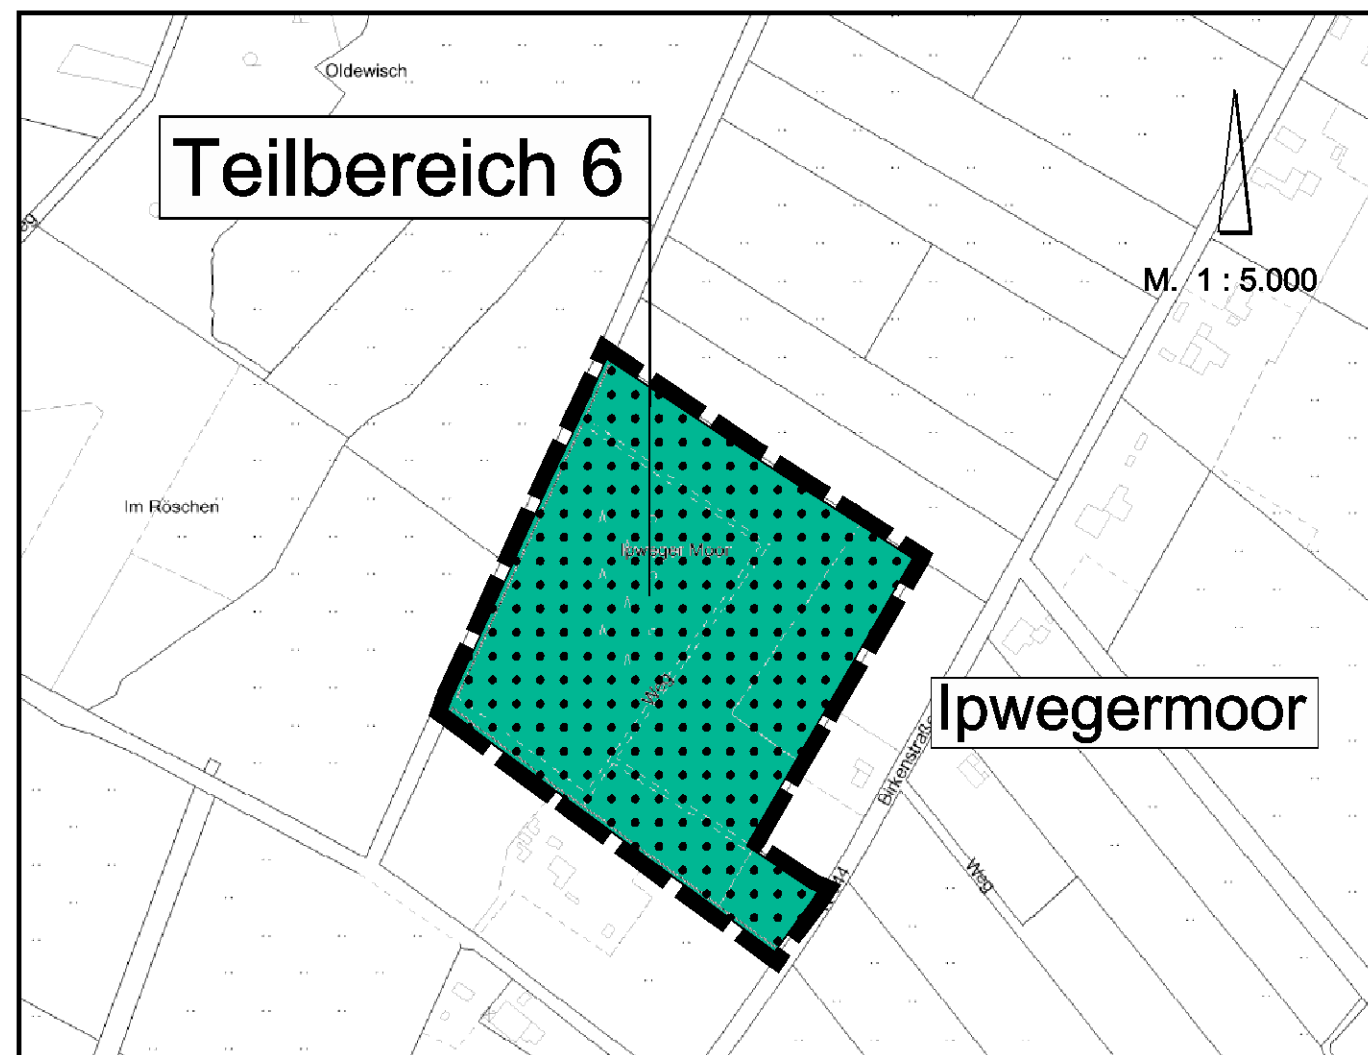 Oldewisch
Teilbereich 6
M. 1 : 5.000
Im Röschen
Ipweger Moor
Weg
Ipwegermoor
Birkenstraße
Weg